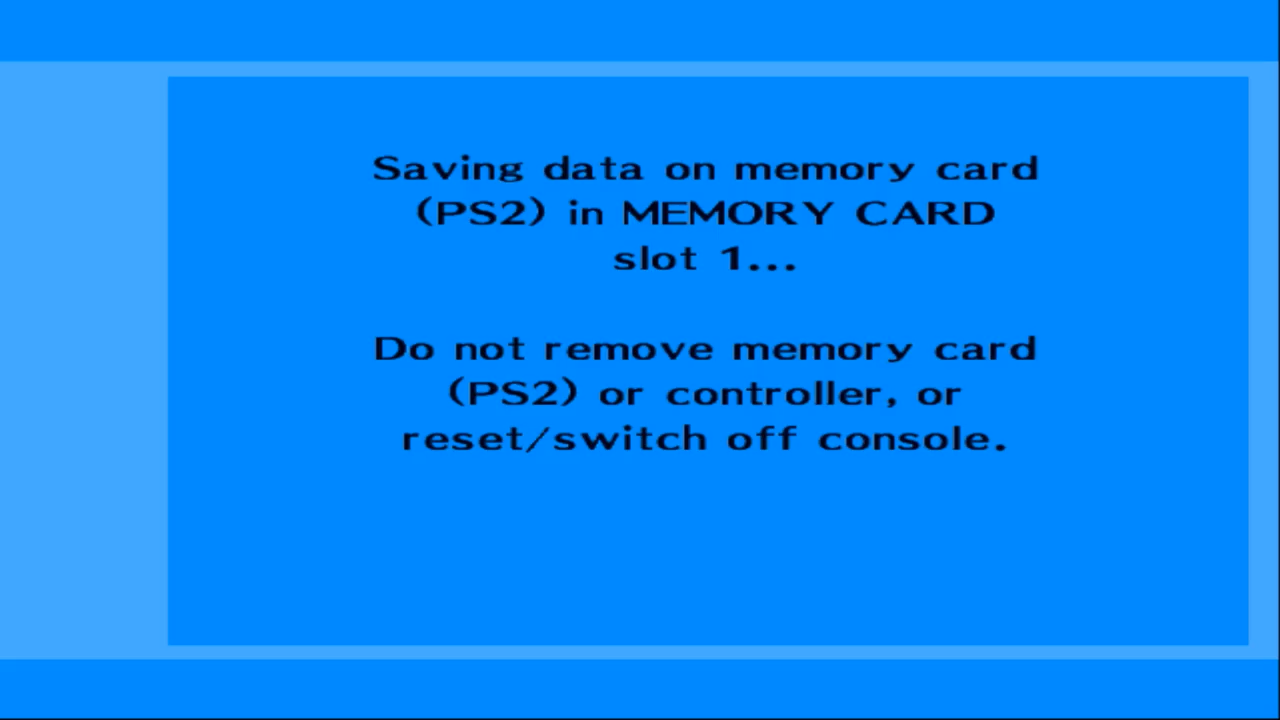 Saving data on memory card
(PS2) in MEMORY CARD
slot 1...
Do not remove memory card
(PS2) or controller, or
reset/switch off console.